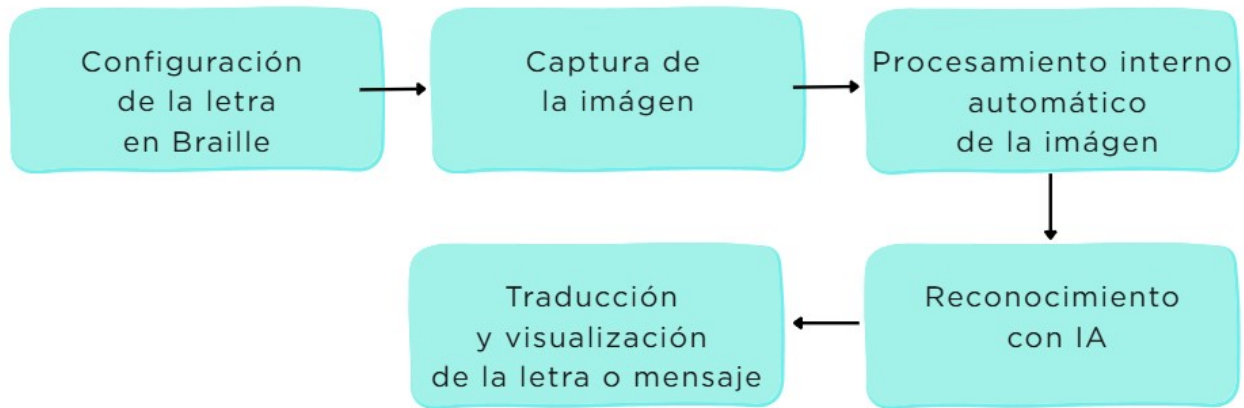 Configuración
de la letra
en Braille
Captura de
la imágen
Procesamiento interno
automático
de la imágen
Reconocimiento
con IA
Traducción
y visualización
de la letra o mensaje